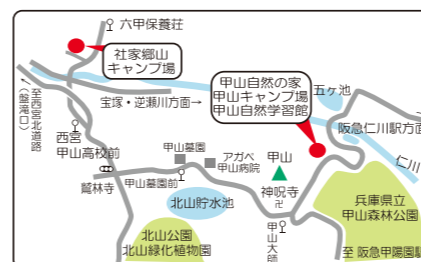 六甲保養荘
社家郷山
キャンプ場
甲山自然の家
甲山キャンプ場
甲山自然学習館
五ヶ池
至西宮北道路
〈盤滝口〉
宝塚・逆瀬川方面→
阪急仁川駅方面
仁川
西宮
甲山高校前
甲山墓園
アガペ
甲山病院
甲山
鷲林寺
甲山墓園前
神呪寺
卍
北山貯水池
兵庫県立
甲山森林公園
甲山大師
北山公園
北山緑化植物園
至 阪急甲陽園駅